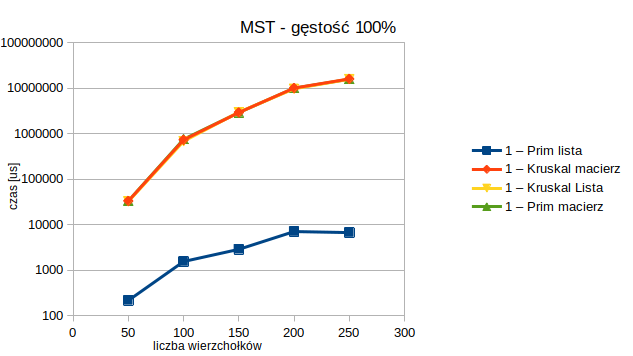 MST - gęstość 100%
100000000
10000000
1000000
100000
10000
1000
100
czas [us]
0 50 100 150 200 250 300
liczba wierzchołków
1 – Prim lista
1 – Kruskal macierz
1 – Kruskal Lista
1 – Prim macierz